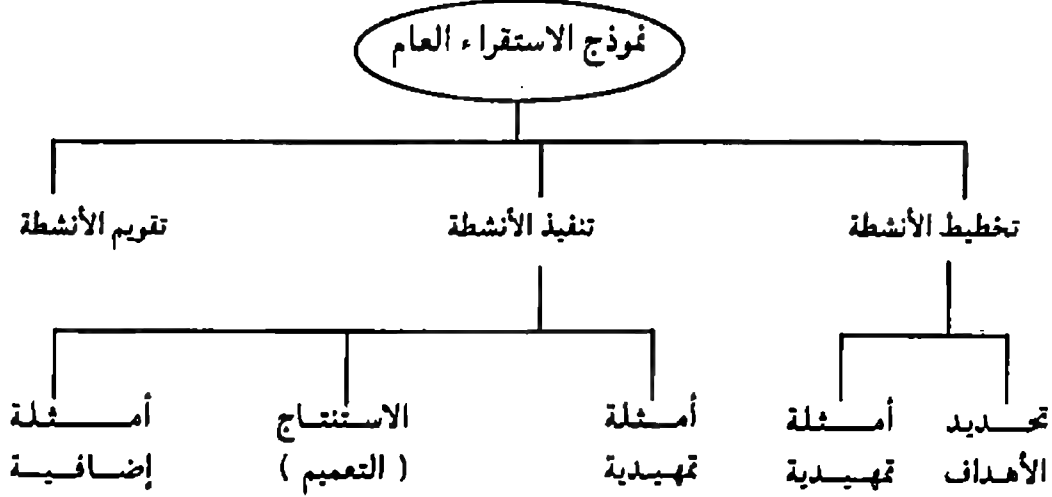 نموذج الاستقراء العام
تخطيط الأنشطة
تنفيذ الأنشطة
تقويم الأنشطة
تحديد
الأهداف
أمثلة
تمهيدية
أمثلة
تمهيدية
الاستنتاج
( التعميم )
أمثلة
إضافية